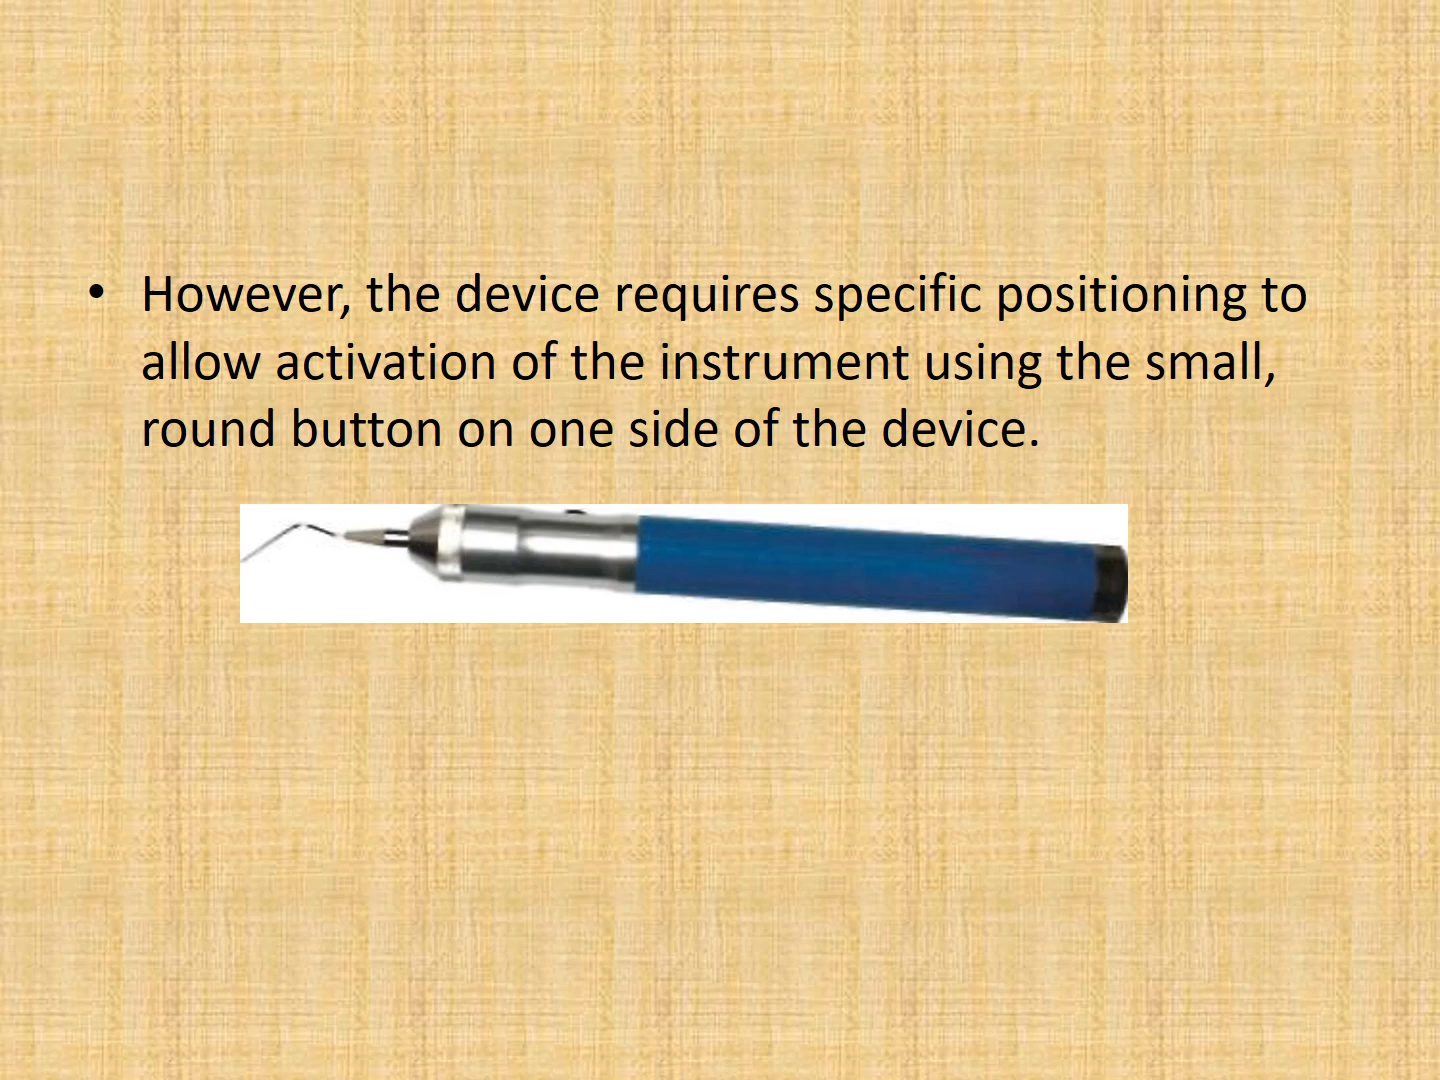 • However, the device requires specific positioning to
allow activation of the instrument using the small,
round button on one side of the device.